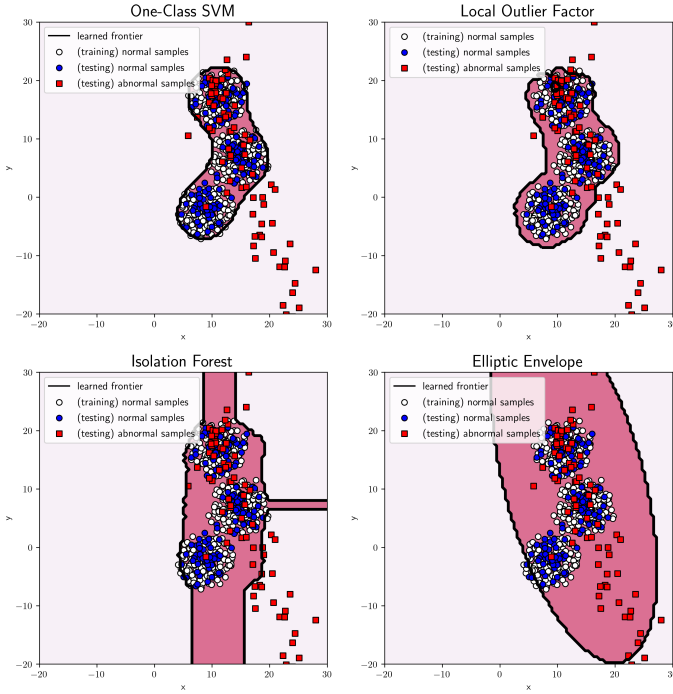 One-Class SVM
learned frontier
(training) normal samples
(testing) normal samples
(testing) abnormal samples
30
20
10
0
−10
−20
y
−20
−10
0
10
20
30
x
Local Outlier Factor
(training) normal samples
(testing) normal samples
(testing) abnormal samples
30
20
10
0
−10
−20
y
−20
−10
0
10
20
30
x
Isolation Forest
learned frontier
(training) normal samples
(testing) normal samples
(testing) abnormal samples
30
20
10
0
−10
−20
y
−20
−10
0
10
20
30
x
Elliptic Envelope
learned frontier
(training) normal samples
(testing) normal samples
(testing) abnormal samples
30
20
10
0
−10
−20
y
−20
−10
0
10
20
30
x